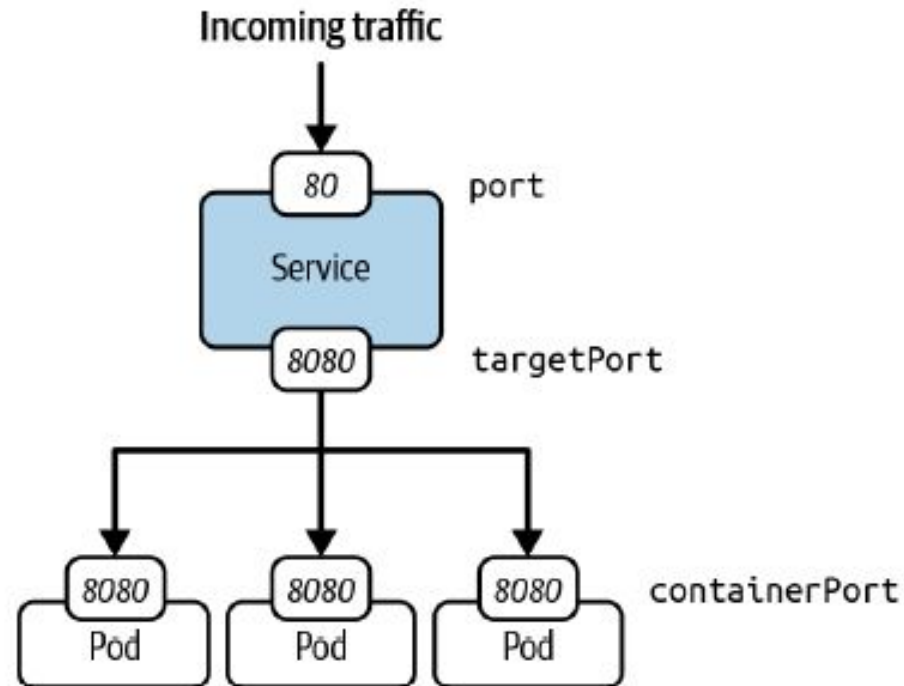 Incoming traffic
80 port
Service
8080 targetPort
8080 8080 8080 containerPort
Pod Pod Pod